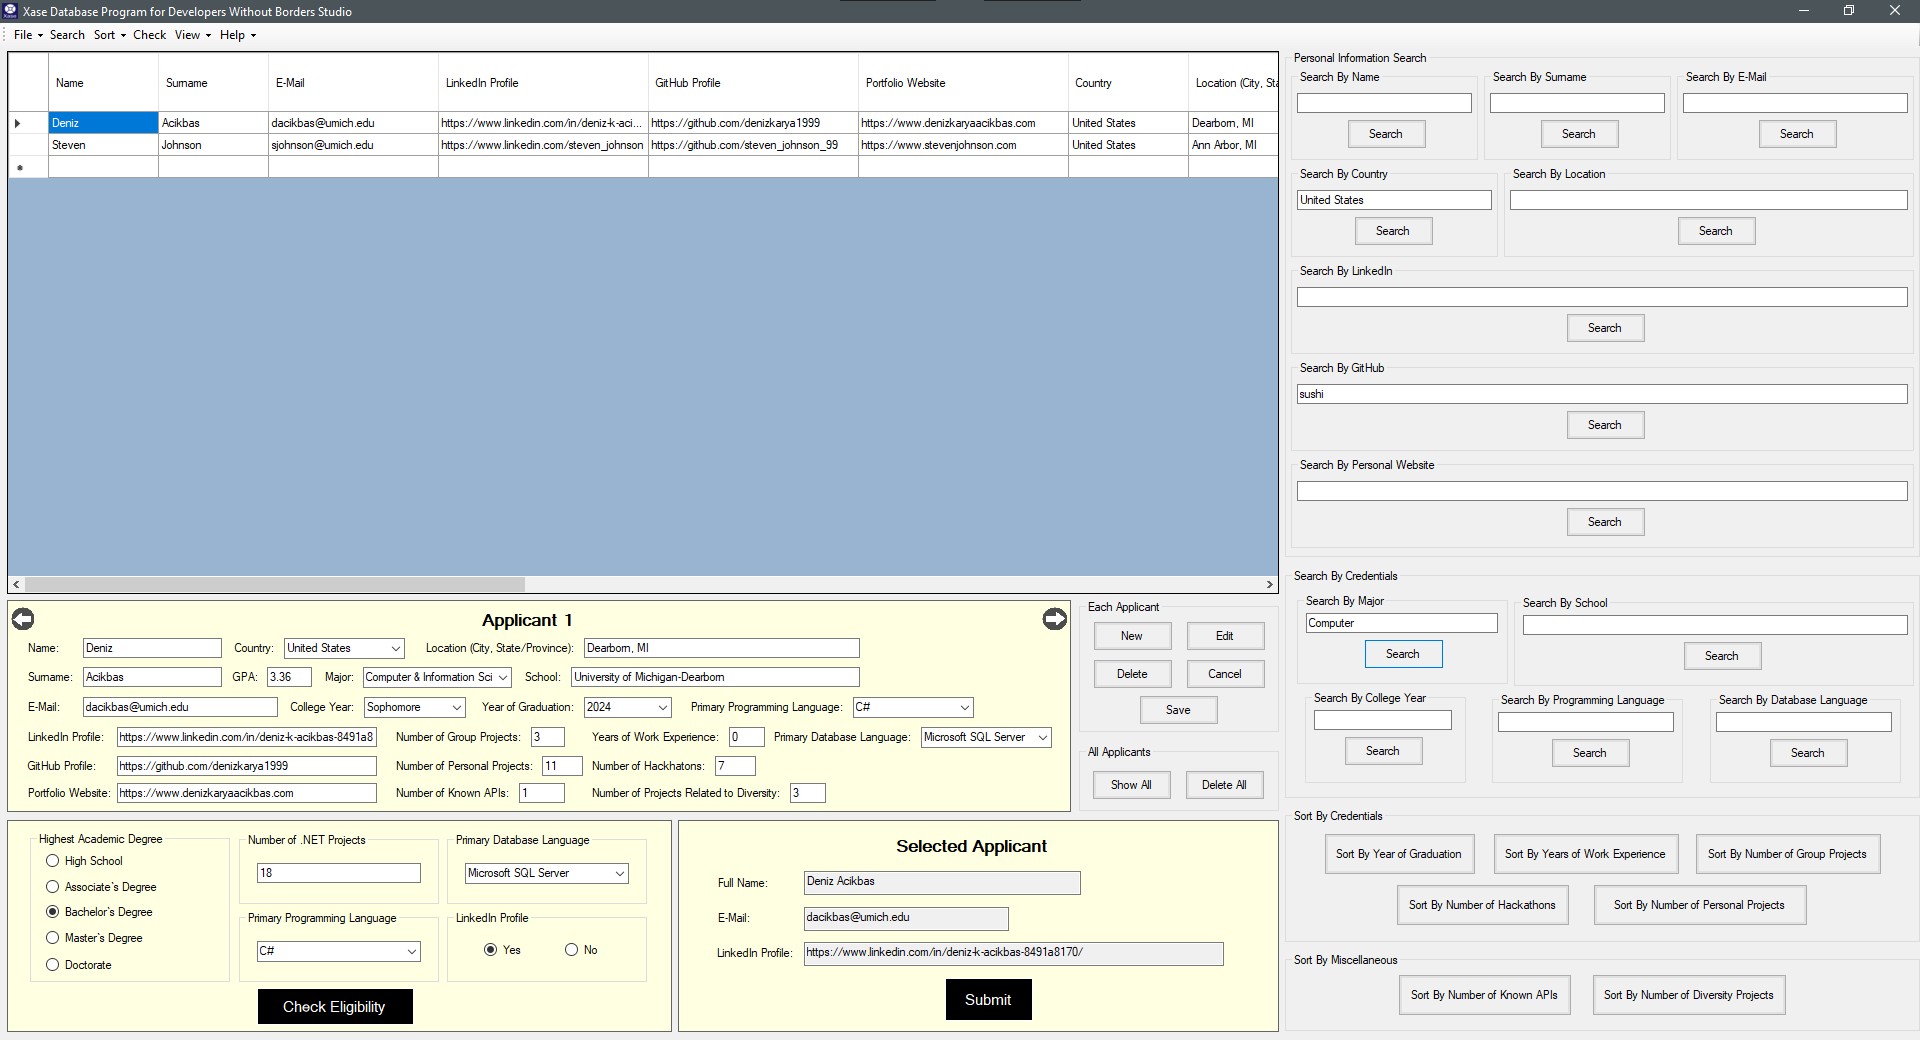 Xase Database Program for Developers Without Borders Studio
File Search Sort Check View Help
Name Surname E-Mail LinkedIn Profile GitHub Profile Portfolio Website Country Location (City, Sta
Deniz Acikbas dacikbas@umich.edu https://www.linkedin.com/in/deniz-k-aci... https://github.com/denizkarya1999 https://www.denizkaryaacikbas.com United States Dearborn, MI
Steven Johnson sjohnson@umich.edu https://www.linkedin.com/steven_johnson https://github.com/steven_johnson_99 https://www.stevenjohnson.com United States Ann Arbor, MI
Applicant 1
Name: Deniz Country: United States Location (City, State/Province): Dearborn, MI
Surname: Acikbas GPA: 3.36 Major: Computer & Information Sci School: University of Michigan-Dearborn
E-Mail: dacikbas@umich.edu College Year: Sophomore Year of Graduation: 2024 Primary Programming Language: C#
LinkedIn Profile: https://www.linkedin.com/in/deniz-k-acikbas-8491a8 Number of Group Projects: 3 Years of Work Experience: 0 Primary Database Language: Microsoft SQL Server
GitHub Profile: https://github.com/denizkarya1999 Number of Personal Projects: 11 Number of Hackhatons: 7
Portfolio Website: https://www.denizkaryaacikbas.com Number of Known APIs: 1 Number of Projects Related to Diversity: 3
Each Applicant
New Edit
Delete Cancel
Save
All Applicants
Show All Delete All
Highest Academic Degree
High School
Associate's Degree
Bachelor's Degree
Master's Degree
Doctorate
Number of .NET Projects
18
Primary Database Language
Microsoft SQL Server
Primary Programming Language
C#
LinkedIn Profile
Yes No
Check Eligibility
Selected Applicant
Full Name: Deniz Acikbas
E-Mail: dacikbas@umich.edu
LinkedIn Profile: https://www.linkedin.com/in/deniz-k-acikbas-8491a8170/
Submit
Personal Information Search
Search By Name Search By Surname Search By E-Mail
Search Search Search
Search By Country Search By Location
United States
Search Search
Search By LinkedIn
Search
Search By GitHub
sushi
Search
Search By Personal Website
Search
Search By Credentials
Search By Major Search By School
Computer
Search Search
Search By College Year Search By Programming Language Search By Database Language
Search Search Search
Sort By Credentials
Sort By Year of Graduation Sort By Years of Work Experience Sort By Number of Group Projects
Sort By Number of Hackathons Sort By Number of Personal Projects
Sort By Miscellaneous
Sort By Number of Known APIs Sort By Number of Diversity Projects